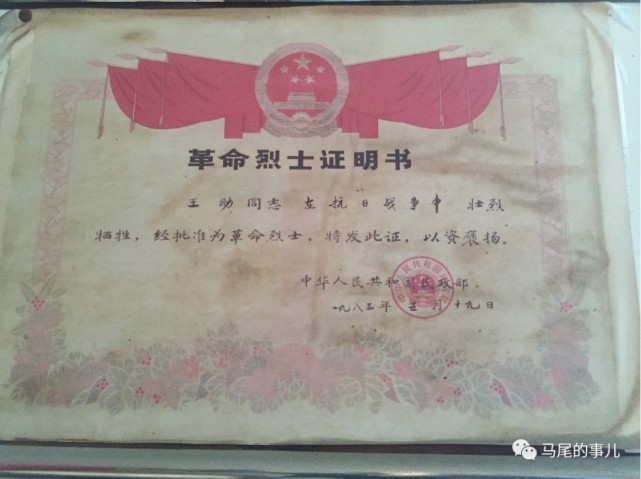 革命烈士证明书
王助同志 在抗日战争中 壮烈
牺牲，经批准为革命烈士。特发此证，以资褒扬。
中华人民共和国民政部
一九八三年 五月十九日
马尾的事儿